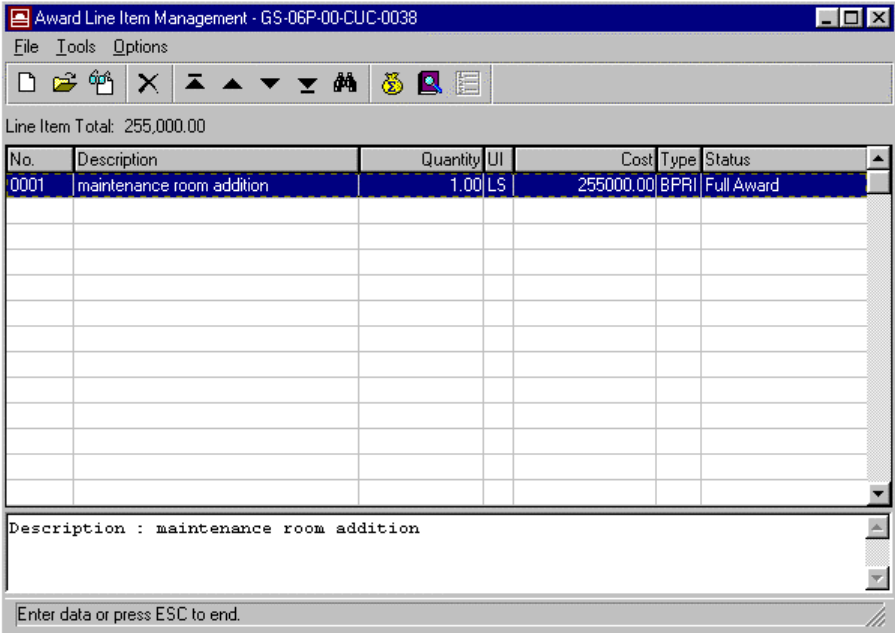 Award Line Item Management - GS-06P-00-CUC-0038
File Tools Options
Line Item Total: 255,000.00
No. Description Quantity UI Cost Type Status
0001 maintenance room addition 1.00 LS 255000.00 BPRI Full Award
Description : maintenance room addition
Enter data or press ESC to end.